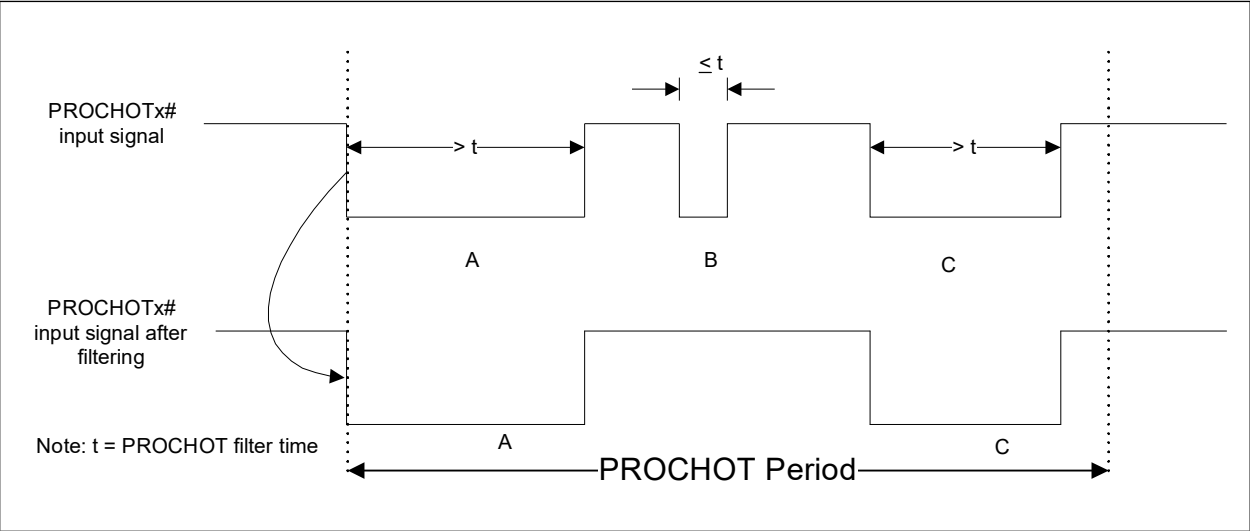 ≤ t
PROCHOTx#
input signal
> t
> t
A
B
C
PROCHOTx#
input signal after
filtering
A
C
Note: t = PROCHOT filter time
PROCHOT Period